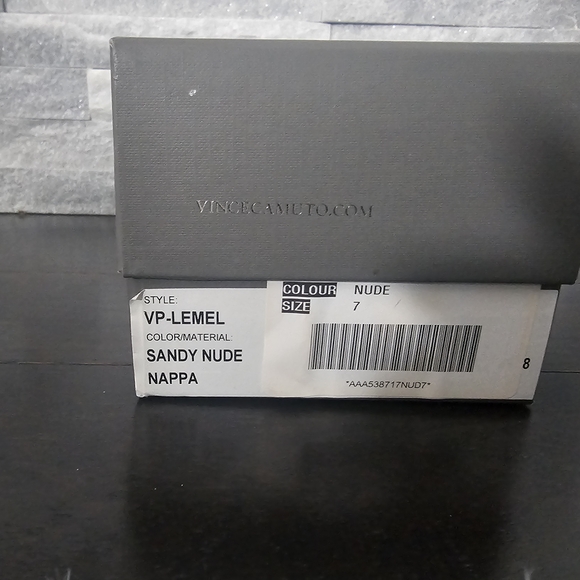 VINCECAMUTO.COM
STYLE:
VP-LEMEL
COLOR/MATERIAL:
SANDY NUDE
NAPPA
COLOUR NUDE
SIZE 7
*AAA538717NUD7*
8